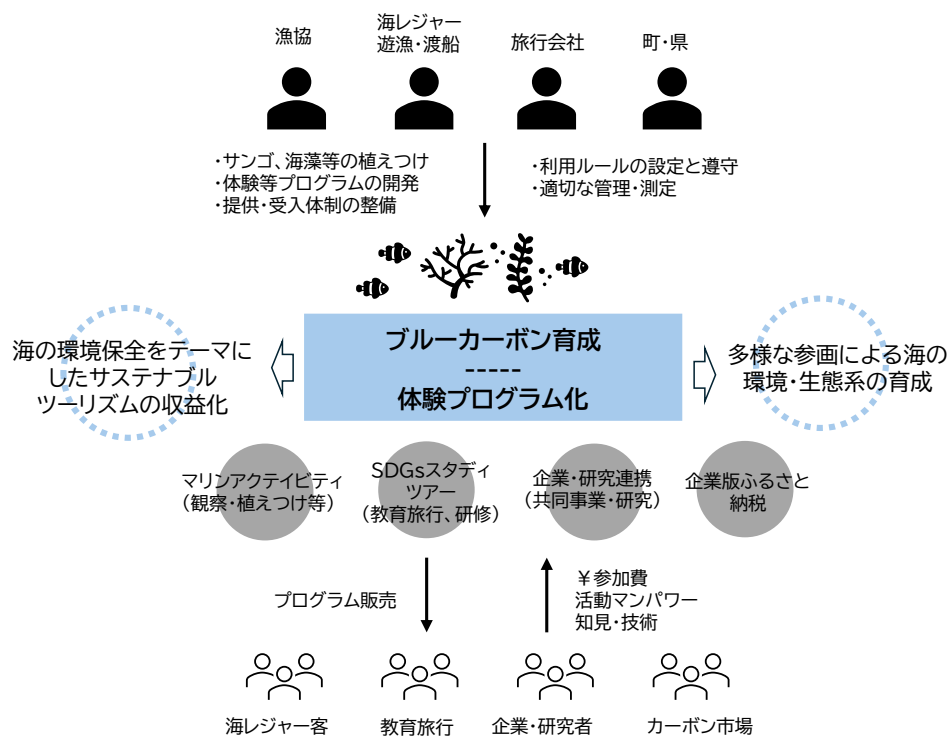 漁協
海レジャー
遊漁・渡船
旅行会社
町・県
・サンゴ、海藻等の植えつけ
・体験等プログラムの開発
・提供・受入体制の整備
・利用ルールの設定と遵守
・適切な管理・測定
ブルーカーボン育成
-----
体験プログラム化
海の環境保全をテーマに
したサステナブル
ツーリズムの収益化
多様な参画による海の
環境・生態系の育成
マリンアクテイビティ
（観察・植えつけ等）
SDGsスタディ
ツアー
（教育旅行、研修）
企業・研究連携
（共同事業・研究）
企業版ふるさと
納税
プログラム販売
￥参加費
活動マンパワー
知見・技術
海レジャー客
教育旅行
企業・研究者
カーボン市場